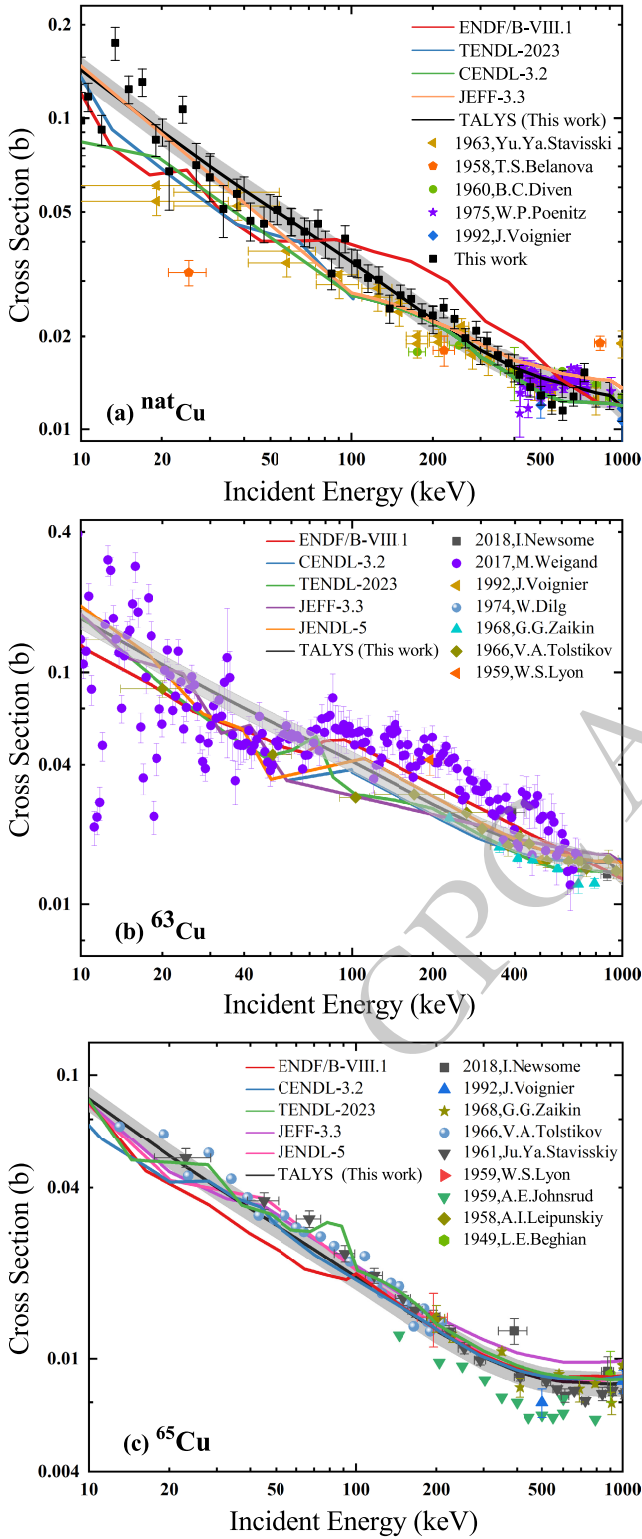 0.2
0.1
0.05
0.02
0.01
Cross Section (b)
ENDF/B-VIII.1
TENDL-2023
CENDL-3.2
JEFF-3.3
TALYS (This work)
1963,Yu.Ya.Stavisski
1958,T.S.Belanova
1960,B.C.Diven
1975,W.P.Poenitz
1992,J.Voignier
This work
(a) natCu
10 20 50 100 200 500 1000
Incident Energy (keV)
0.4
0.1
0.04
0.01
Cross Section (b)
ENDF/B-VIII.1
CENDL-3.2
TENDL-2023
JEFF-3.3
JENDL-5
TALYS (This work)
2018,I.Newsome
2017,M.Weigand
1992,J.Voignier
1974,W.Dilg
1968,G.G.Zaikin
1966,V.A.Tolstikov
1959,W.S.Lyon
(b) 63Cu
10 20 40 100 200 400 1000
Incident Energy (keV)
0.1
0.04
0.01
0.004
Cross Section (b)
ENDF/B-VIII.1
CENDL-3.2
TENDL-2023
JEFF-3.3
JENDL-5
TALYS (This work)
2018,I.Newsome
1992,J.Voignier
1968,G.G.Zaikin
1966,V.A.Tolstikov
1961,Ju.Ya.Stavisskiy
1959,W.S.Lyon
1959,A.E.Johnsrud
1958,A.I.Leipunskiy
1949,L.E.Beghian
(c) 65Cu
10 20 40 100 200 400 1000
Incident Energy (keV)